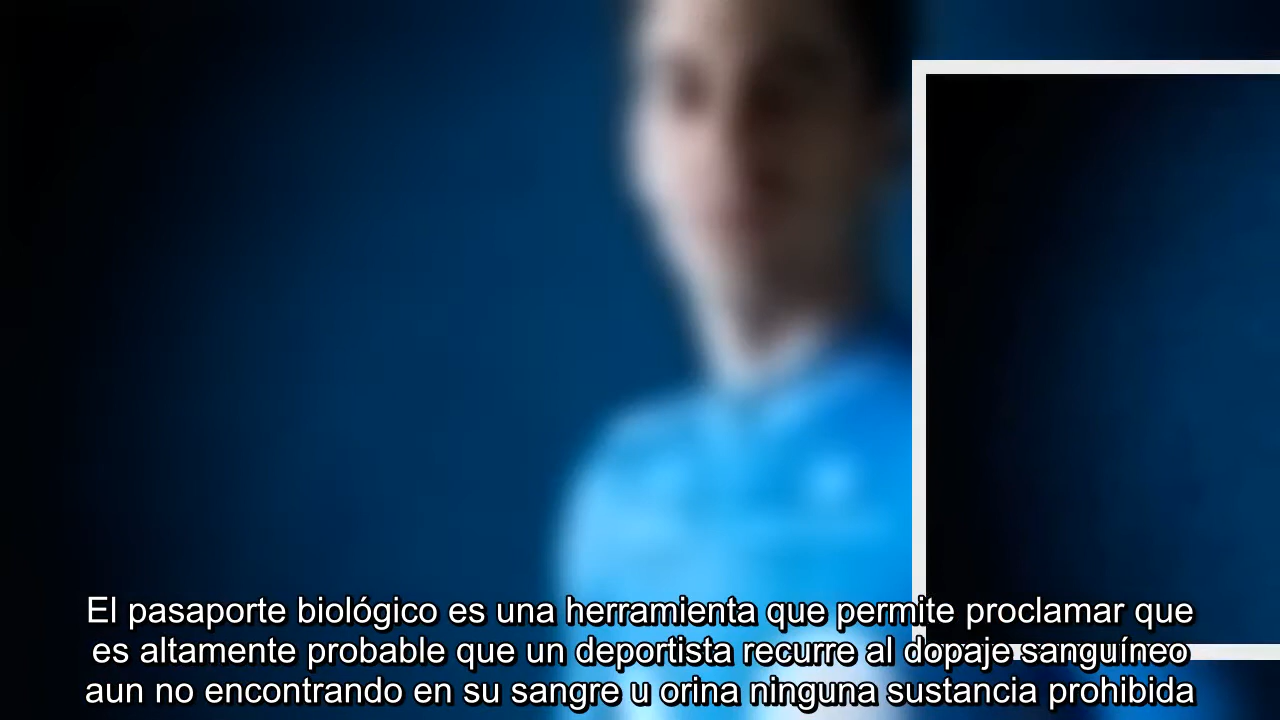 El pasaporte biológico es una herramienta que permite proclamar que
es altamente probable que un deportista recurre al dopaje sanguíneo
aun no encontrando en su sangre u orina ninguna sustancia prohibida